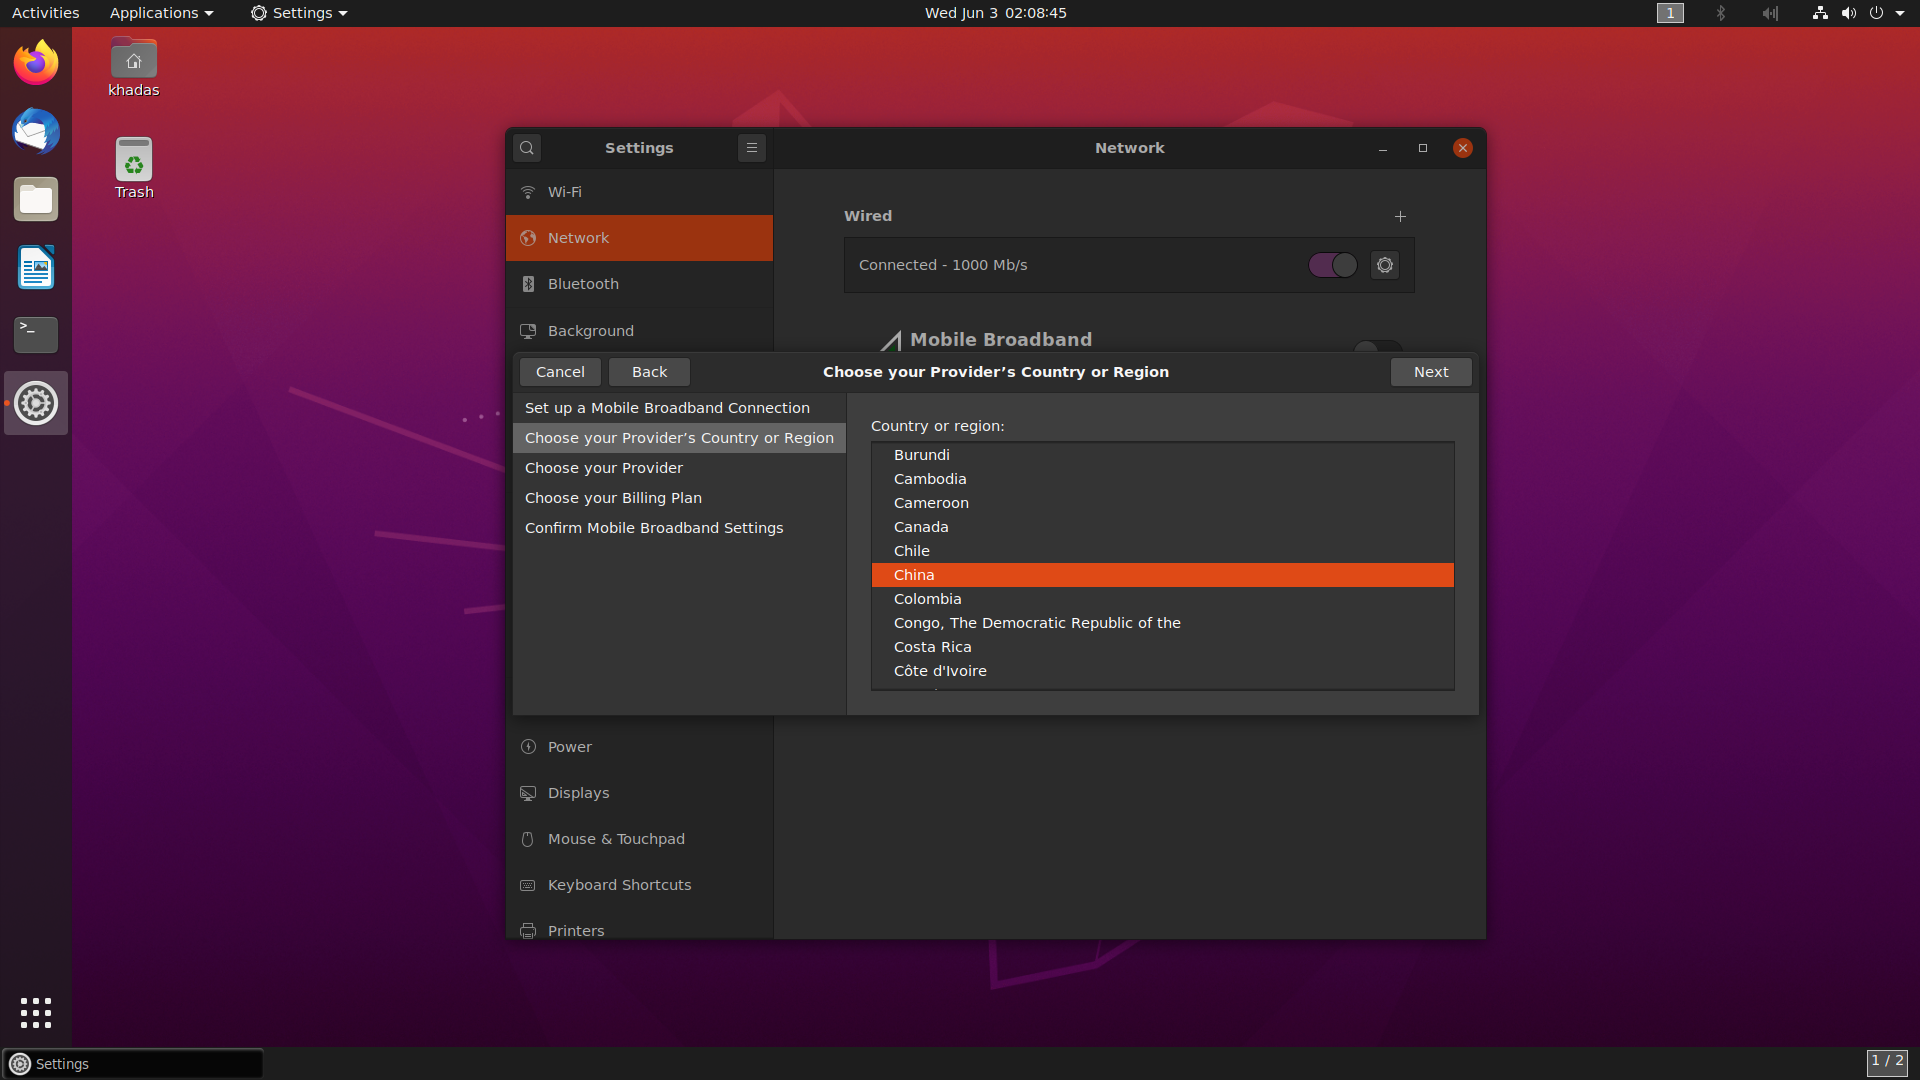 Activities
Applications
Settings
Wed Jun 3 02:08:45
1
khadas
Trash
Settings
Network
Wi-Fi
Network
Bluetooth
Background
Wired
Connected - 1000 Mb/s
Mobile Broadband
Cancel
Back
Choose your Provider’s Country or Region
Next
Set up a Mobile Broadband Connection
Choose your Provider’s Country or Region
Choose your Provider
Choose your Billing Plan
Confirm Mobile Broadband Settings
Country or region:
Burundi
Cambodia
Cameroon
Canada
Chile
China
Colombia
Congo, The Democratic Republic of the
Costa Rica
Côte d'Ivoire
Power
Displays
Mouse & Touchpad
Keyboard Shortcuts
Printers
>_
Settings
1 / 2